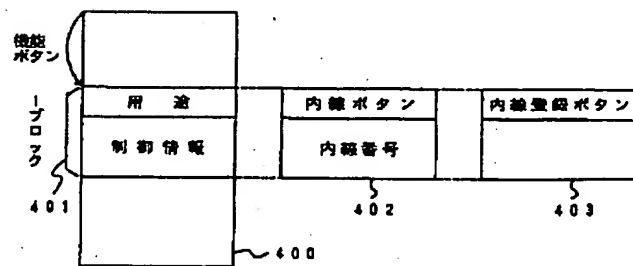 機能
ボタン
一ブロック
用途
制御情報
内線ボタン
内線番号
内線登録ボタン
401
402
403
400